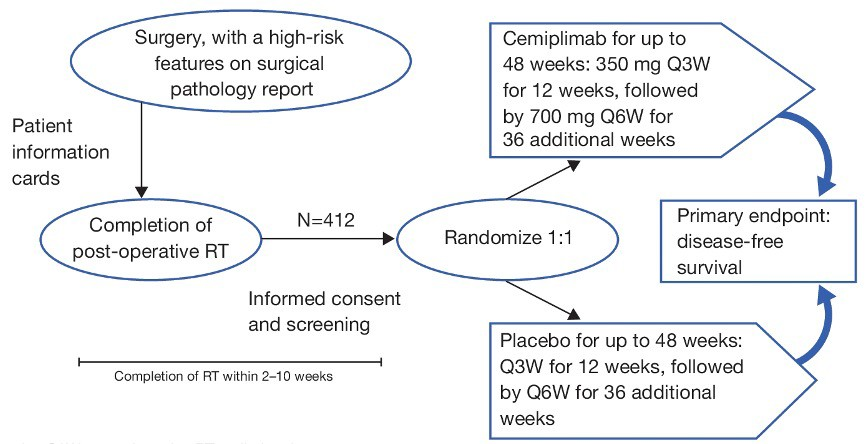 Surgery, with a high-risk
features on surgical
pathology report
Patient
information
cards
Completion of
post-operative RT
N=412
Informed consent
and screening
Completion of RT within 2–10 weeks
Randomize 1:1
Cemiplimab for up to
48 weeks: 350 mg Q3W
for 12 weeks, followed
by 700 mg Q6W for
36 additional weeks
Placebo for up to 48 weeks:
Q3W for 12 weeks, followed
by Q6W for 36 additional
weeks
Primary endpoint:
disease-free
survival